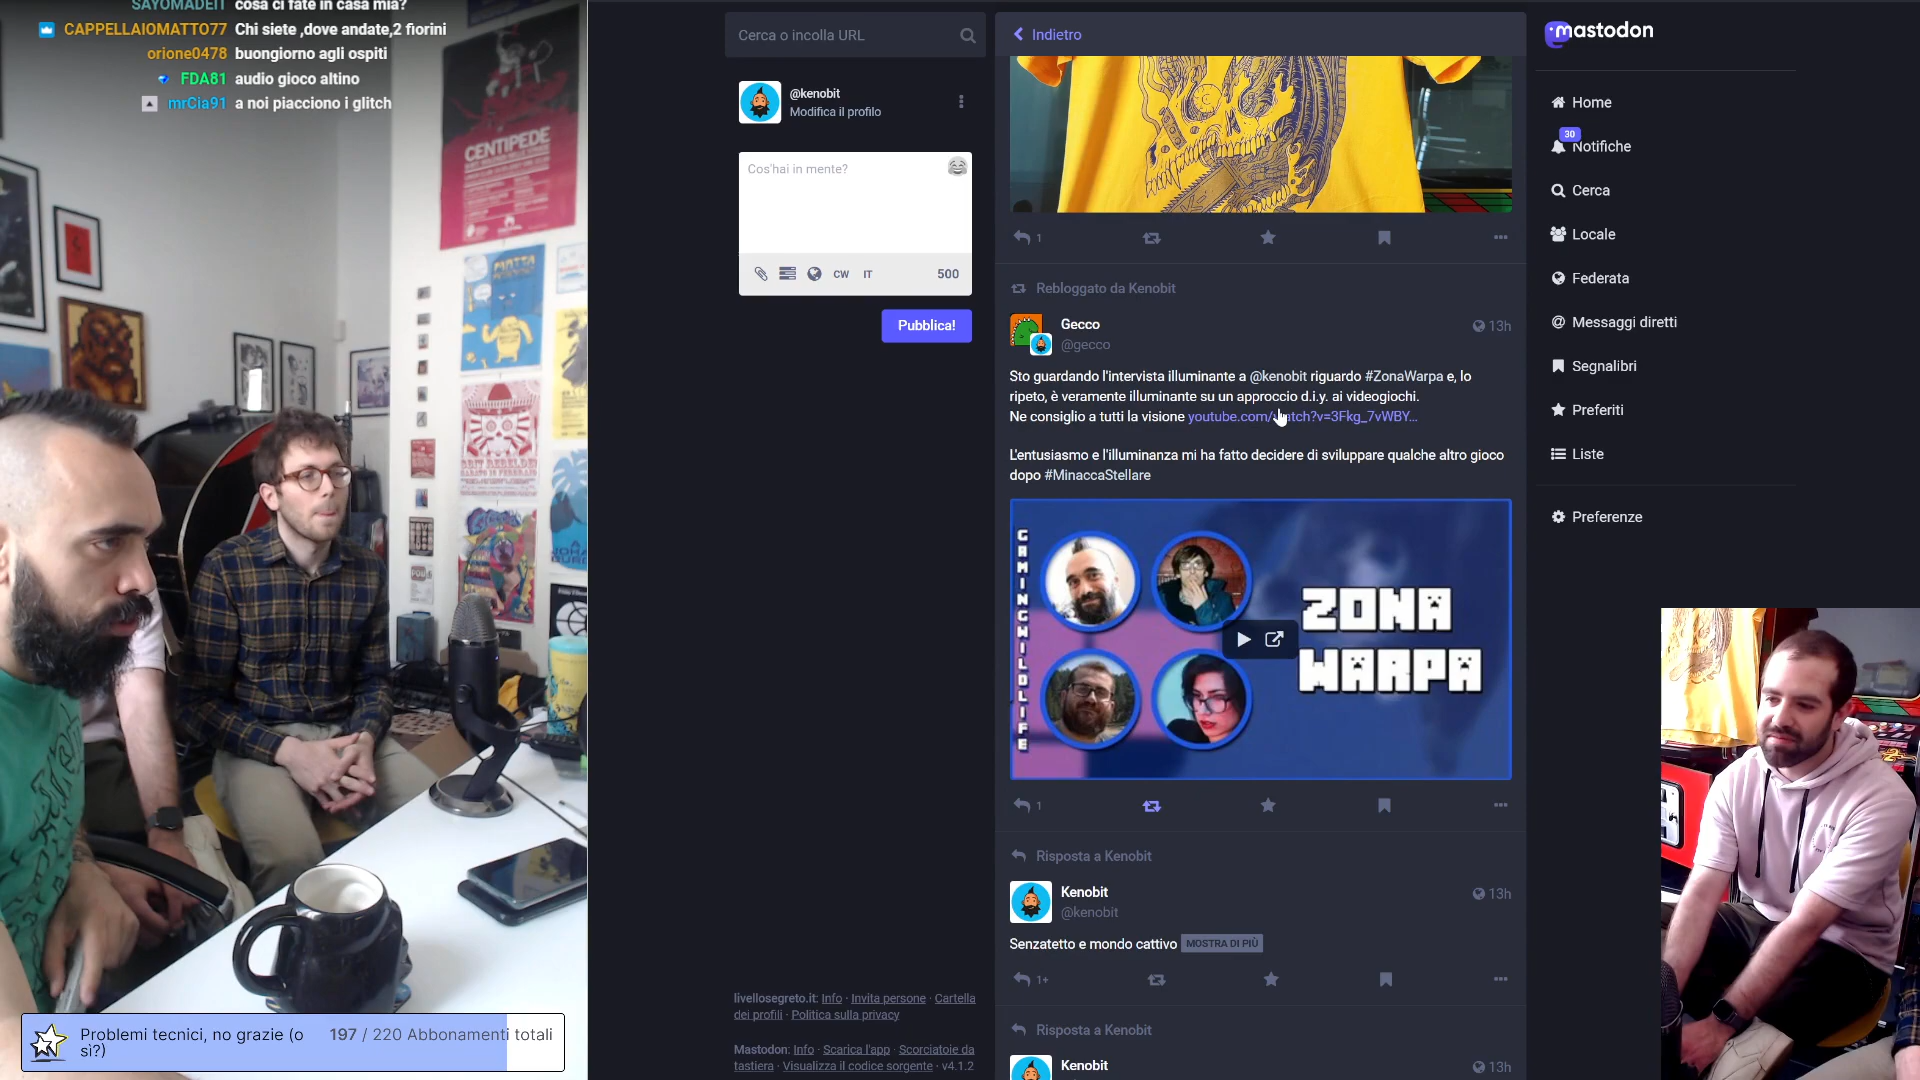 SAYOMADEIT cosa ci fate in casa mia?
CAPPELLAIOMATTO77 Chi siete ,dove andate,2 fiorini
orione0478 buongiorno agli ospiti
FDA81 audio gioco altino
mrCia91 a noi piacciono i glitch
CENTIPEDE
Problemi tecnici, no grazie (o
sì?)
197 / 220 Abbonamenti totali
Cerca o incolla URL
@kenobit
Modifica il profilo
Cos'hai in mente?
CW IT 500
Pubblica!
livellosegreto.it: Info · Invita persone · Cartella
dei profili · Politica sulla privacy
Mastodon: Info · Scarica l'app · Scorciatoie da
tastiera · Visualizza il codice sorgente · v4.1.2
Indietro
1
Rebloggato da Kenobit
Gecco
13h
@gecco
Sto guardando l'intervista illuminante a @kenobit riguardo #ZonaWarpa e, lo
ripeto, è veramente illuminante su un approccio d.i.y. ai videogiochi.
Ne consiglio a tutti la visione youtube.com/watch?v=3Fkg_7vWBY...
L'entusiasmo e l'illuminanza mi ha fatto decidere di sviluppare qualche altro gioco
dopo #MinaccaStellare
GAMINGWILDLIFE
ZONA
WARPA
1
Risposta a Kenobit
Kenobit
13h
@kenobit
Senzatetto e mondo cattivo MOSTRA DI PIÙ
1+
Risposta a Kenobit
Kenobit
13h
mastodon
Home
30
Notifiche
Cerca
Locale
Federata
Messaggi diretti
Segnalibri
Preferiti
Liste
Preferenze